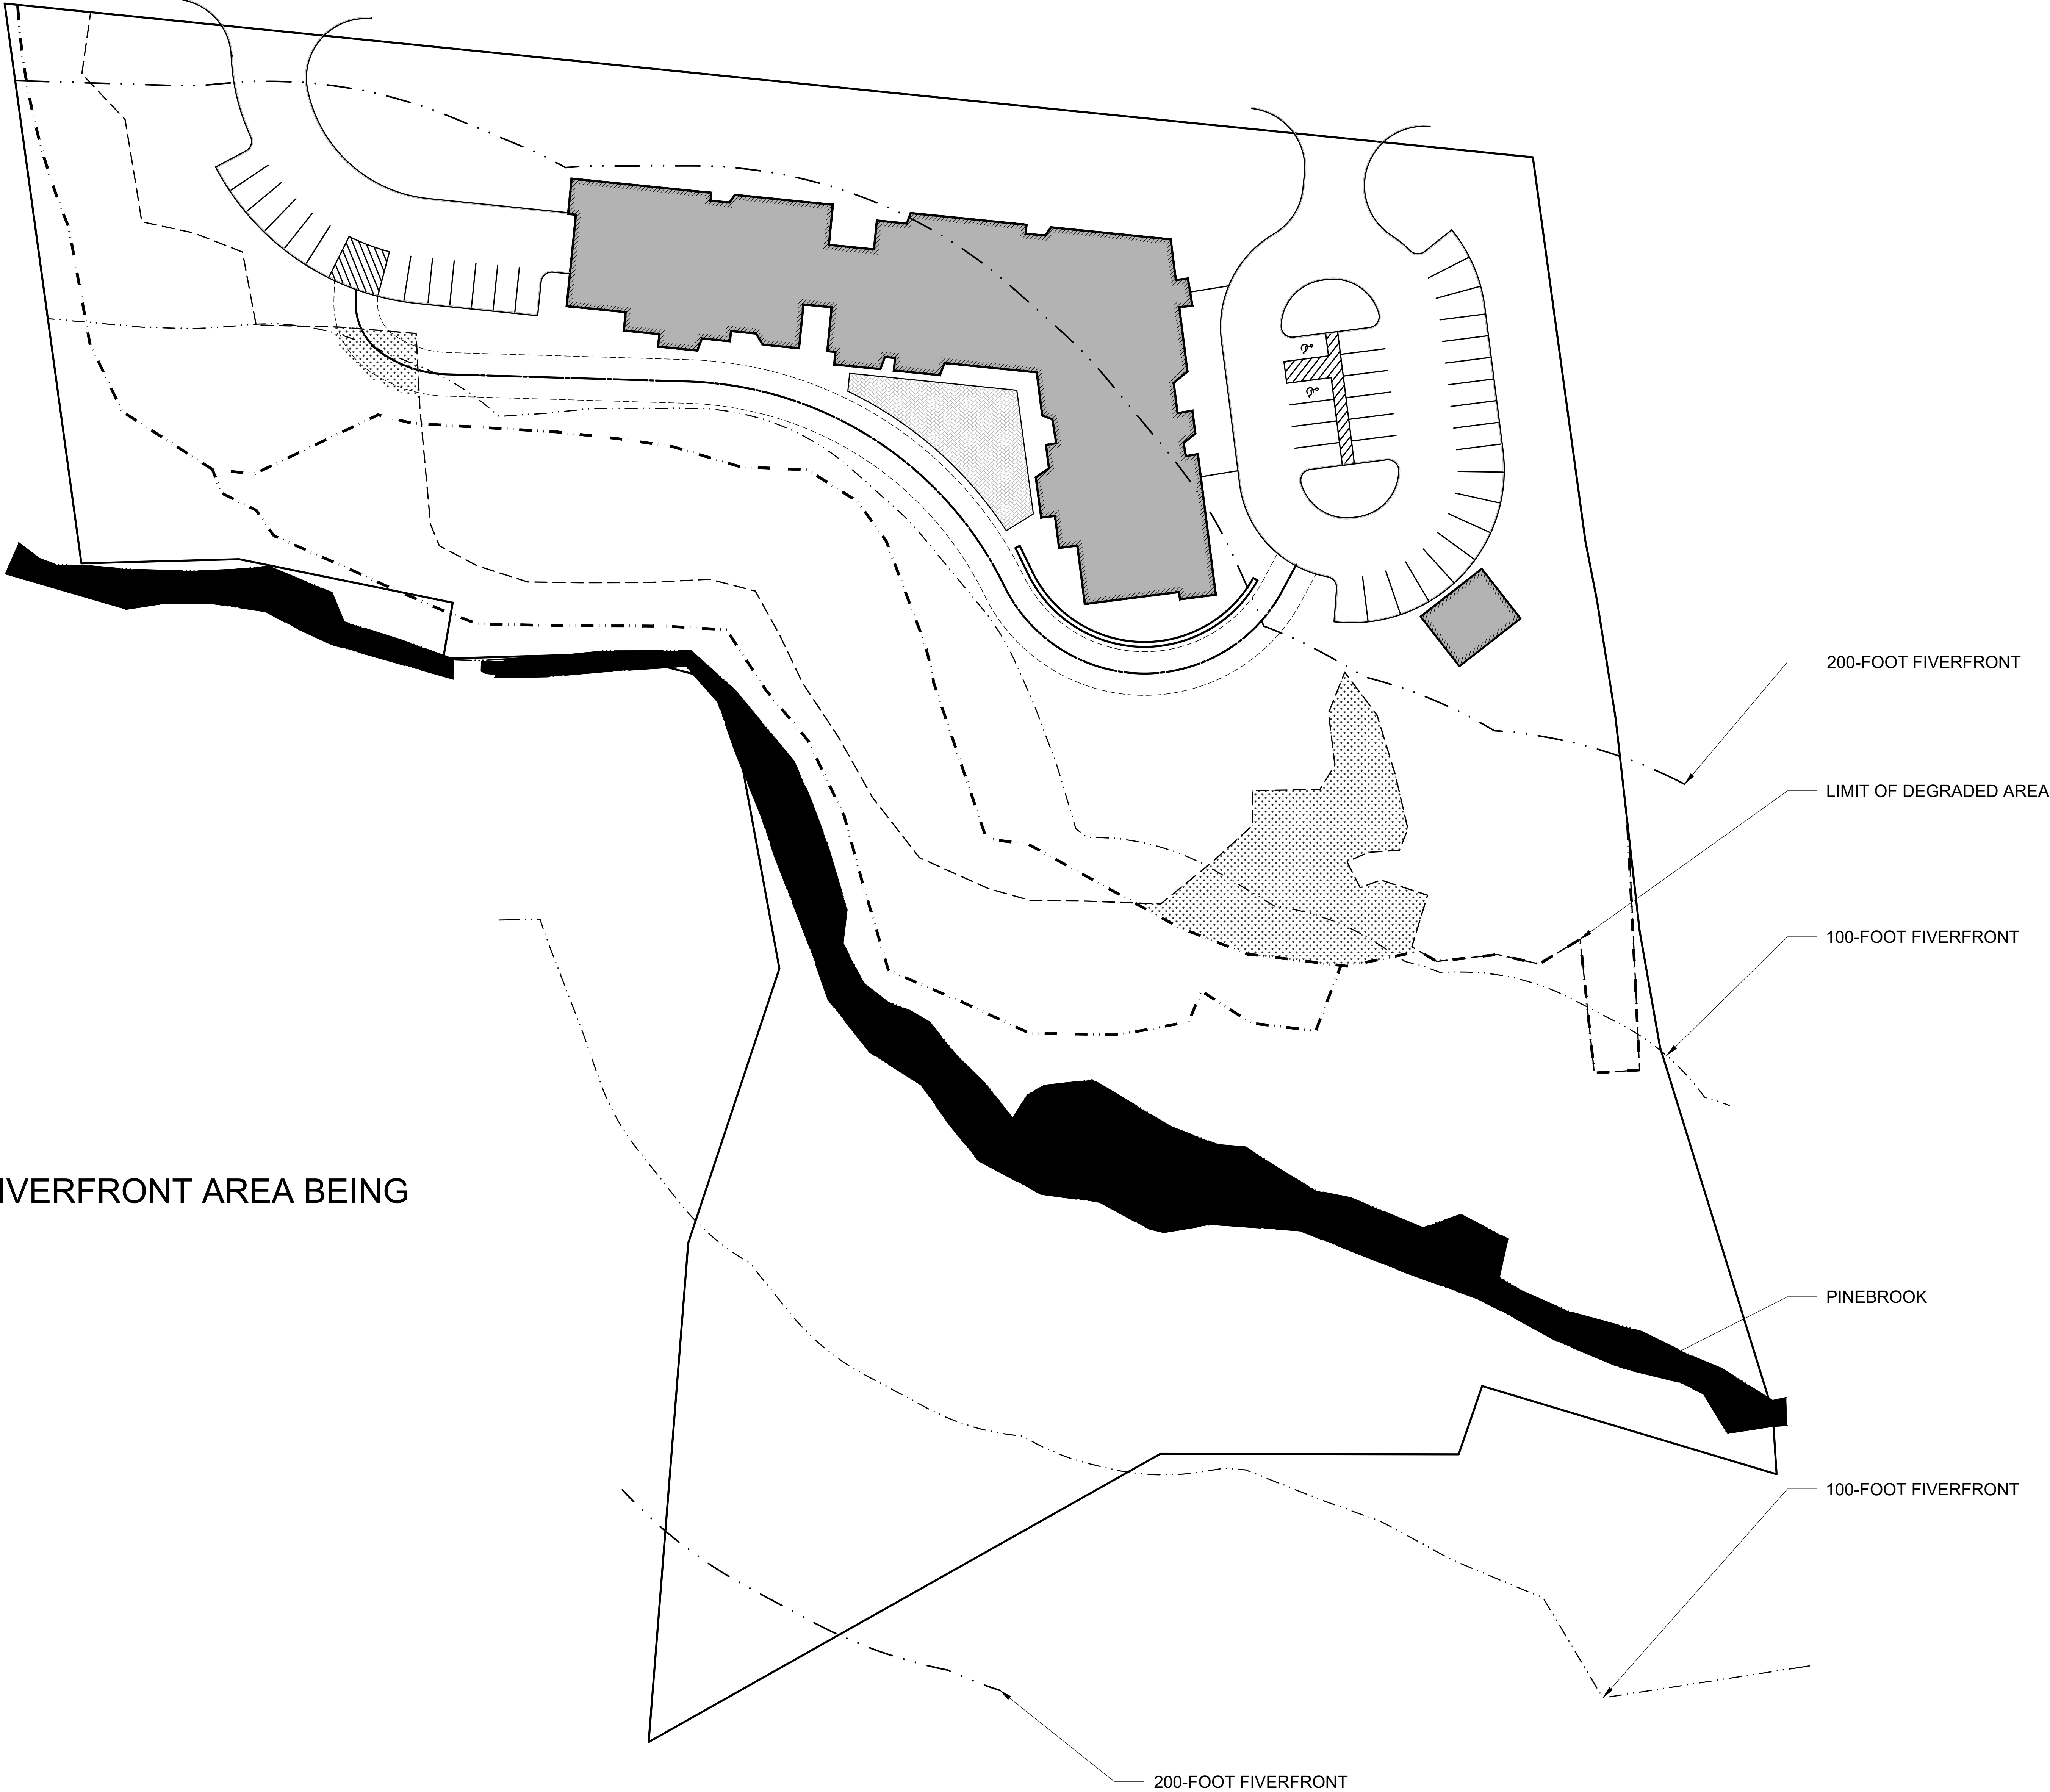 200-FOOT FIVERFRONT
LIMIT OF DEGRADED AREA
100-FOOT FIVERFRONT
IVERFRONT AREA BEING
PINEBROOK
100-FOOT FIVERFRONT
200-FOOT FIVERFRONT